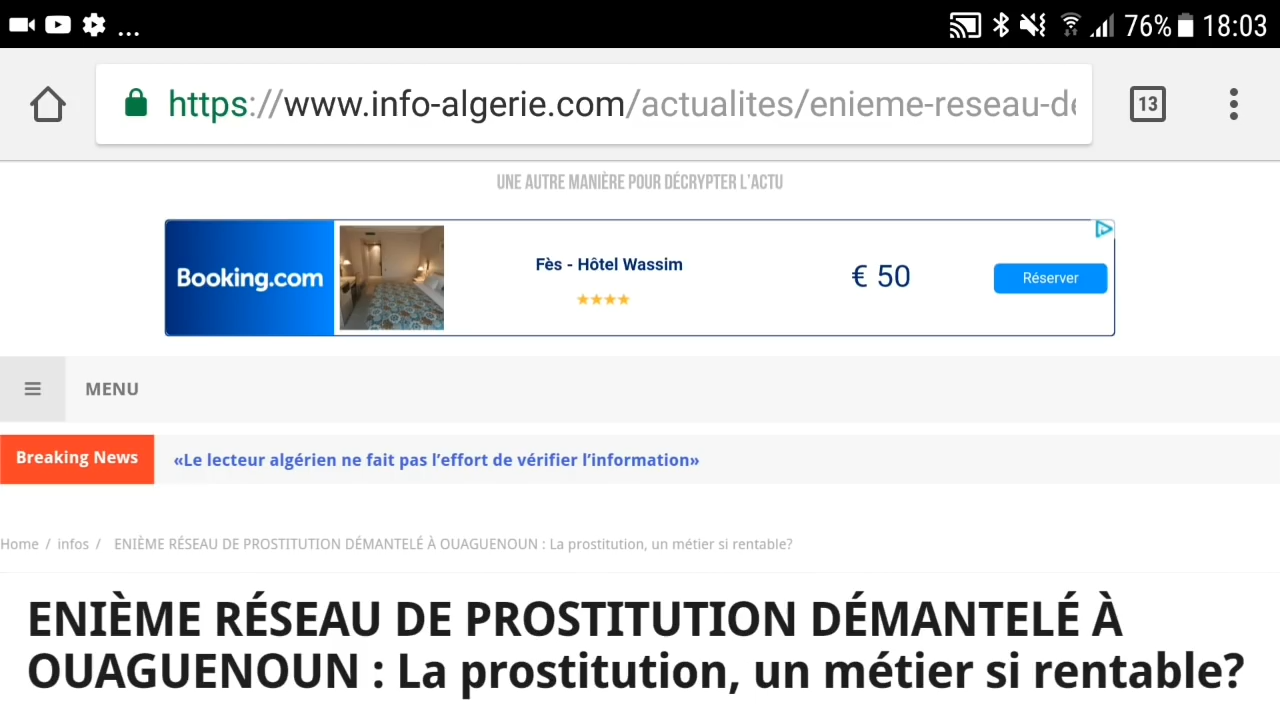 ... 76% 18:03
https://www.info-algerie.com/actualites/enieme-reseau-de 13
UNE AUTRE MANIÈRE POUR DÉCRYPTER L'ACTU
Booking.com
Fès - Hôtel Wassim
€ 50
Réserver
MENU
Breaking News
«Le lecteur algérien ne fait pas l'effort de vérifier l'information»
Home / infos / ENIÈME RÉSEAU DE PROSTITUTION DÉMANTELÉ À OUAGUENOUN : La prostitution, un métier si rentable?
ENIÈME RÉSEAU DE PROSTITUTION DÉMANTELÉ À
OUAGUENOUN : La prostitution, un métier si rentable?